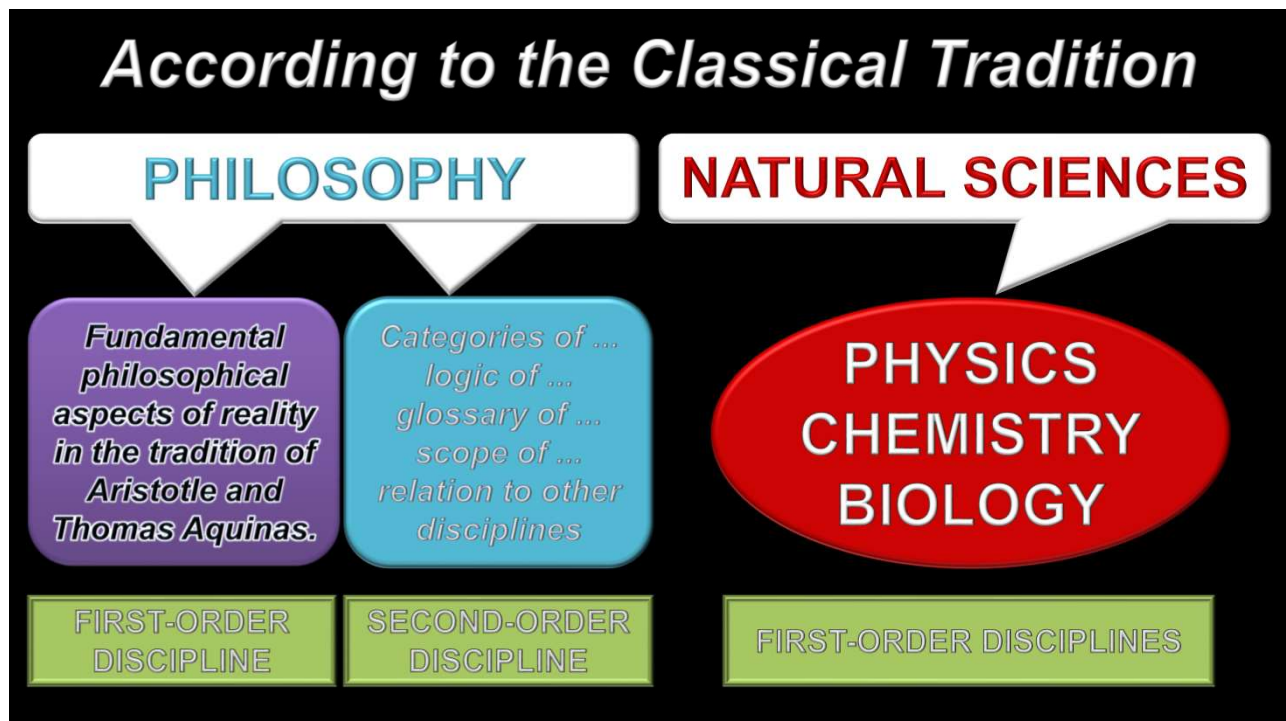 According to the Classical Tradition
PHILOSOPHY
NATURAL SCIENCES
Fundamental
philosophical
aspects of reality
in the tradition of
Aristotle and
Thomas Aquinas.
Categories of ...
logic of ...
glossary of ...
scope of ...
relation to other
disciplines
PHYSICS
CHEMISTRY
BIOLOGY
FIRST-ORDER
DISCIPLINE
SECOND-ORDER
DISCIPLINE
FIRST-ORDER DISCIPLINES